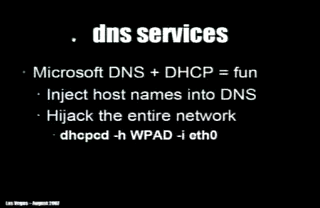 . dns services
· Microsoft DNS + DHCP = fun
· Inject host names into DNS
· Hijack the entire network
· dhcpcd -h WPAD -i eth0
Las Vegas - August 2007